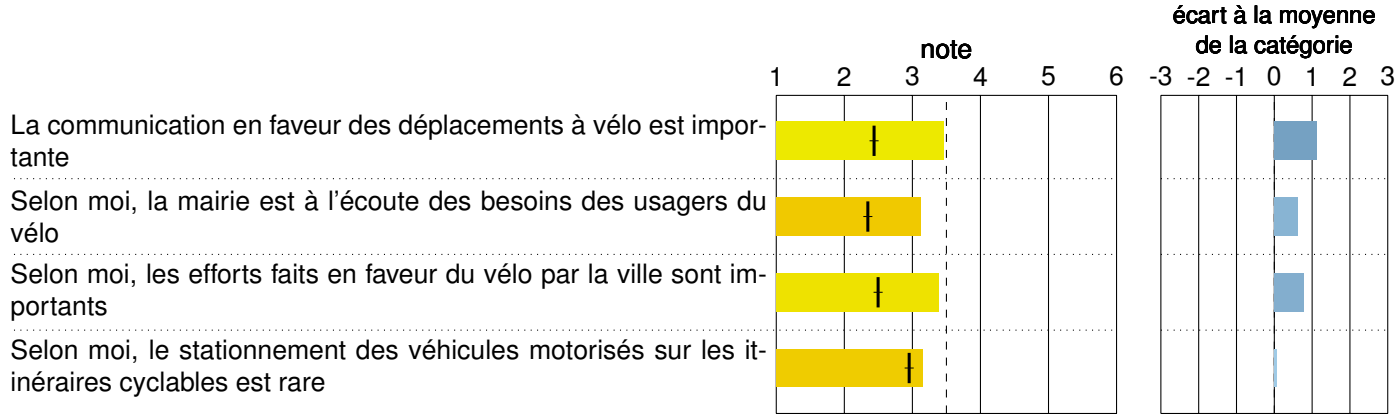 écart à la moyenne
de la catégorie
note
1 2 3 4 5 6
-3 -2 -1 0 1 2 3
La communication en faveur des déplacements à vélo est impor-
tante
Selon moi, la mairie est à l'écoute des besoins des usagers du
vélo
Selon moi, les efforts faits en faveur du vélo par la ville sont im-
portants
Selon moi, le stationnement des véhicules motorisés sur les it-
inéraires cyclables est rare